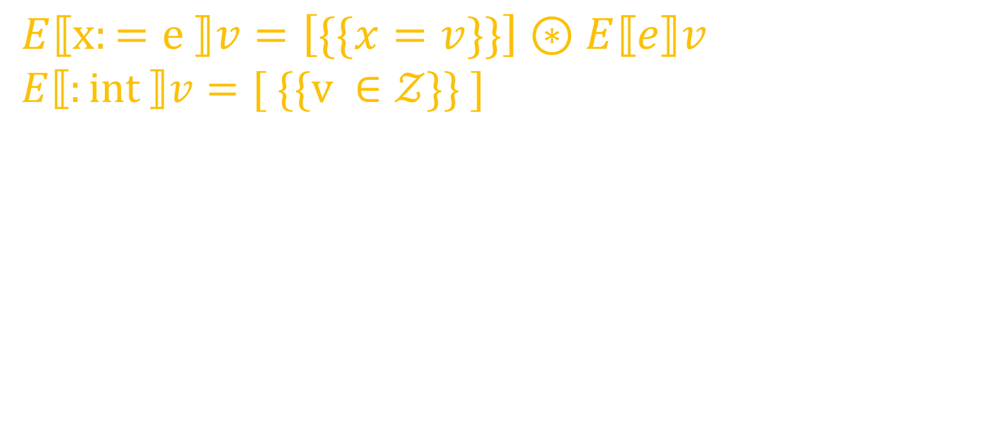 𝐸⟦x: = e ⟧𝑣 = [{{𝑥 = 𝑣}}] ⊛ 𝐸⟦𝑒⟧𝑣
𝐸⟦: int ⟧𝑣 = [ {{v ∈ 𝒵}} ]